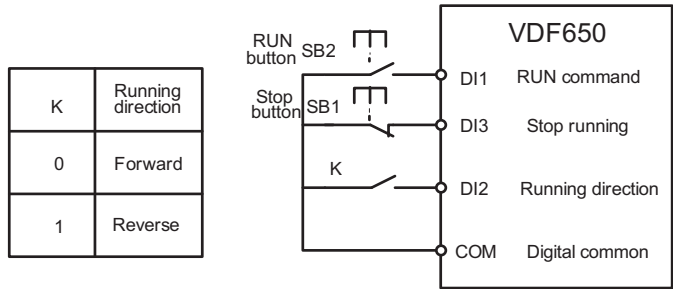 K
Running
direction
0
Forward
1
Reverse
VDF650
RUN
button
SB2
DI1
RUN command
Stop
button
SB1
DI3
Stop running
K
DI2
Running direction
COM
Digital common